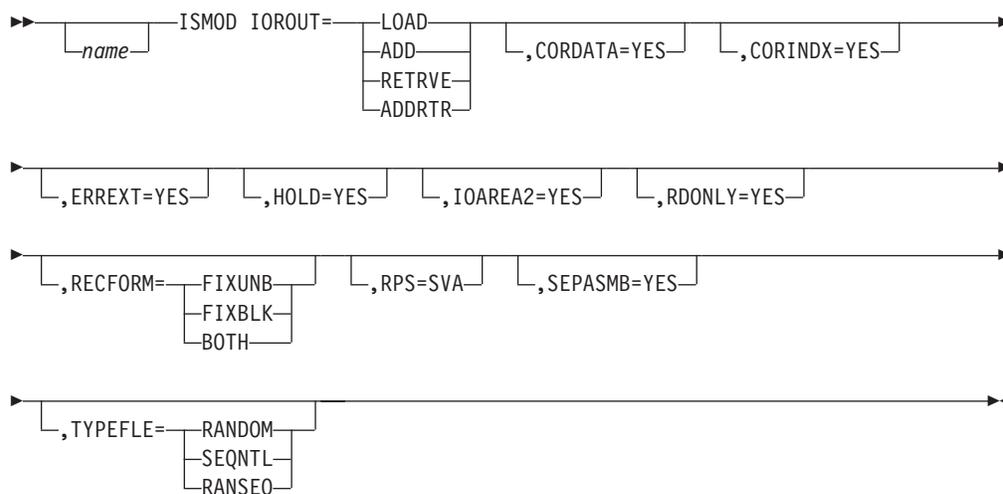 name ISMOD IOROUT= LOAD ,CORDATA=YES ,CORINDX=YES
ADD
RETRVE
ADDRTR
,ERREXT=YES ,HOLD=YES ,IOAREA2=YES ,RDONLY=YES
,RECFORM= FIXUNB ,RPS=SVA ,SEPASMB=YES
FIXBLK
BOTH
,TYPEFLE= RANDOM
SEQNTL
RANSEQ